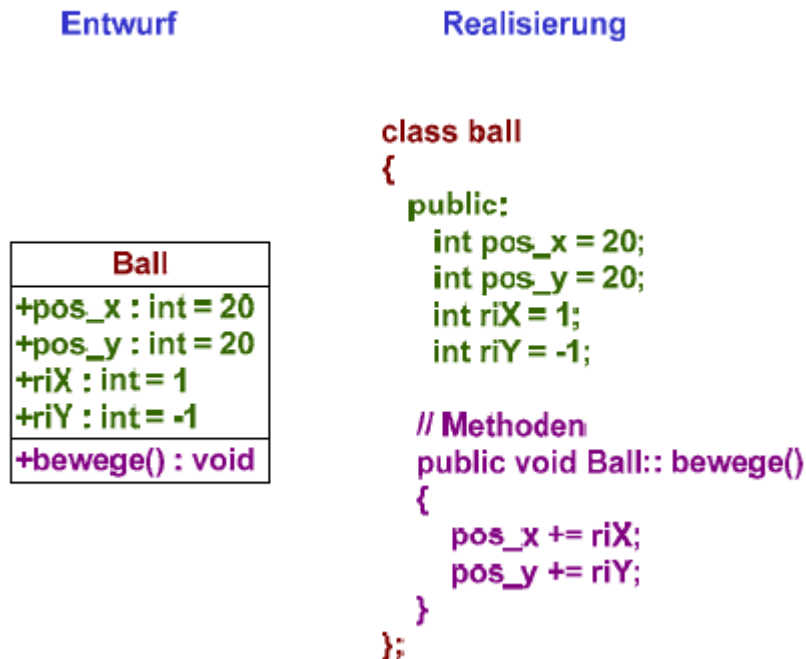 Entwurf
Realisierung
Ball
+pos_x : int = 20
+pos_y : int = 20
+riX : int = 1
+riY : int = -1
+bewege() : void
class ball
{
public:
int pos_x = 20;
int pos_y = 20;
int riX = 1;
int riY = -1;
// Methoden
public void Ball:: bewege()
{
pos_x += riX;
pos_y += riY;
}
};